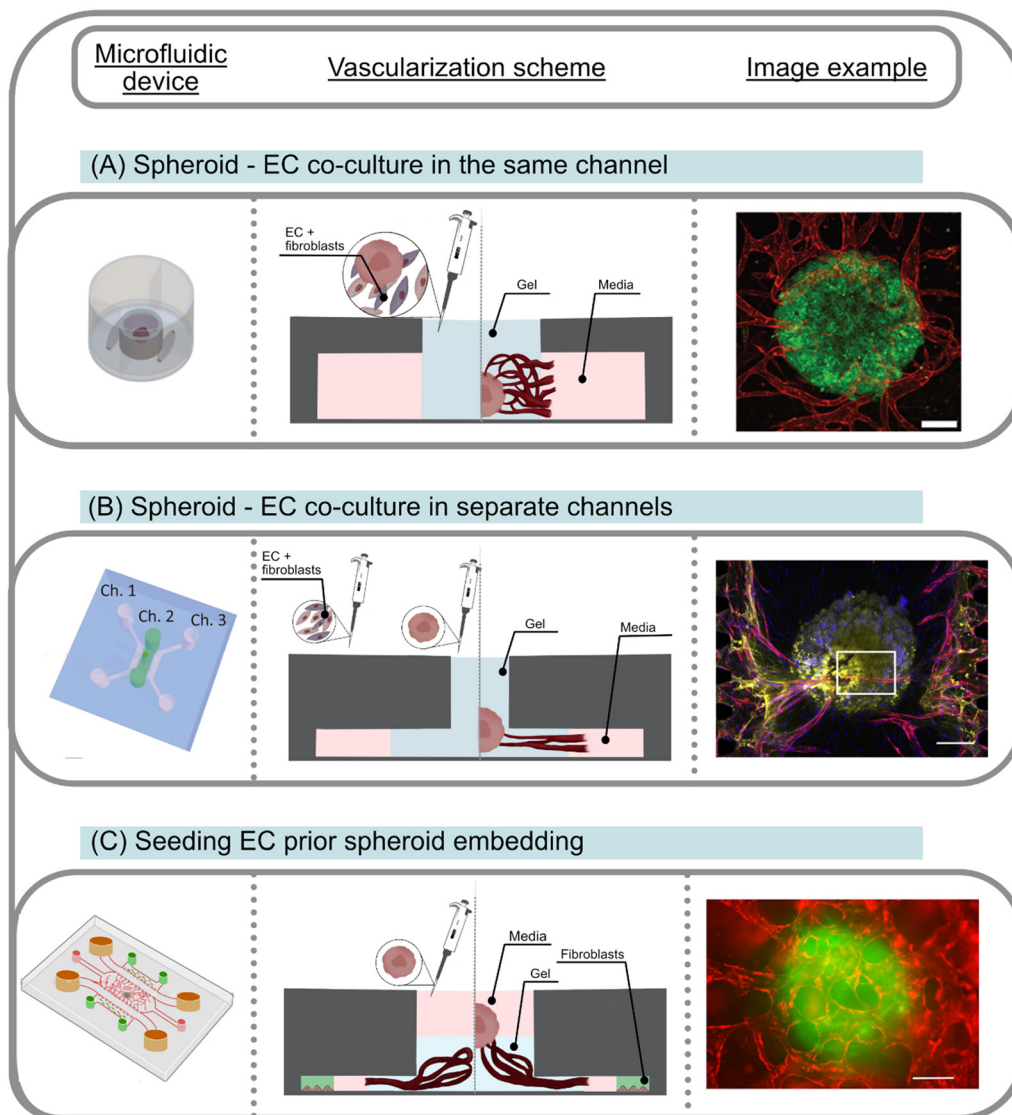 Microfluidic
device
Vascularization scheme
Image example
(A) Spheroid - EC co-culture in the same channel
EC +
fibroblasts
Gel
Media
(B) Spheroid - EC co-culture in separate channels
Ch. 1
Ch. 2
Ch. 3
EC +
fibroblasts
Gel
Media
(C) Seeding EC prior spheroid embedding
Media
Fibroblasts
Gel